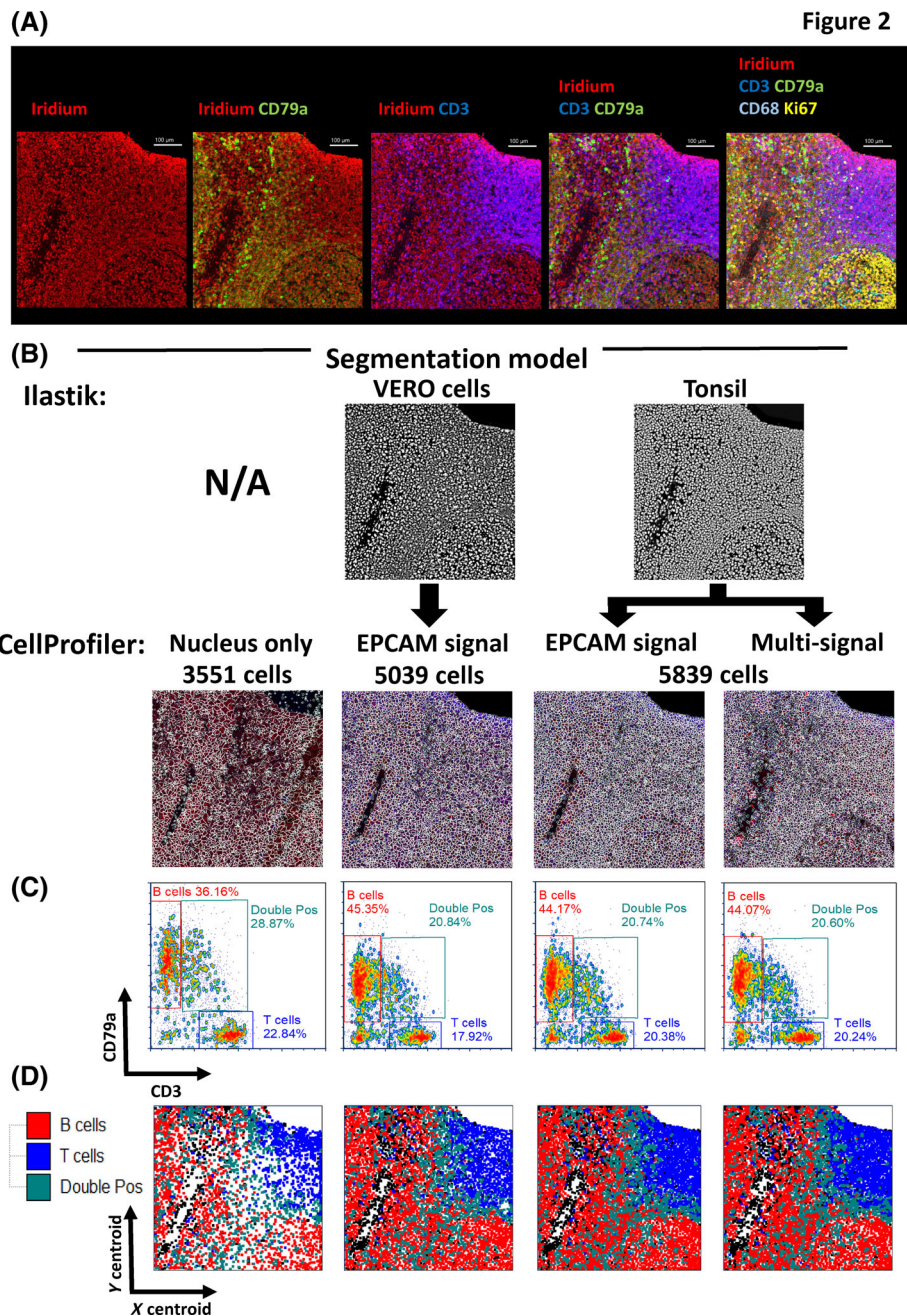 (A)
Figure 2
Iridium
Iridium CD79a
Iridium CD3
Iridium
CD3 CD79a
Iridium
CD3 CD79a
CD68 Ki67
100 µm
100 µm
100 µm
100 µm
100 µm
(B)
Segmentation model
Ilastik:
VERO cells
Tonsil
N/A
CellProfiler:
Nucleus only
3551 cells
EPCAM signal
5039 cells
EPCAM signal
Multi-signal
5839 cells
(C)
B cells 36.16%
Double Pos
28.87%
T cells
22.84%
B cells
45.35%
Double Pos
20.84%
T cells
17.92%
B cells
44.17%
Double Pos
20.74%
T cells
20.38%
B cells
44.07%
Double Pos
20.60%
T cells
20.24%
CD79a
CD3
(D)
B cells
T cells
Double Pos
Y centroid
X centroid